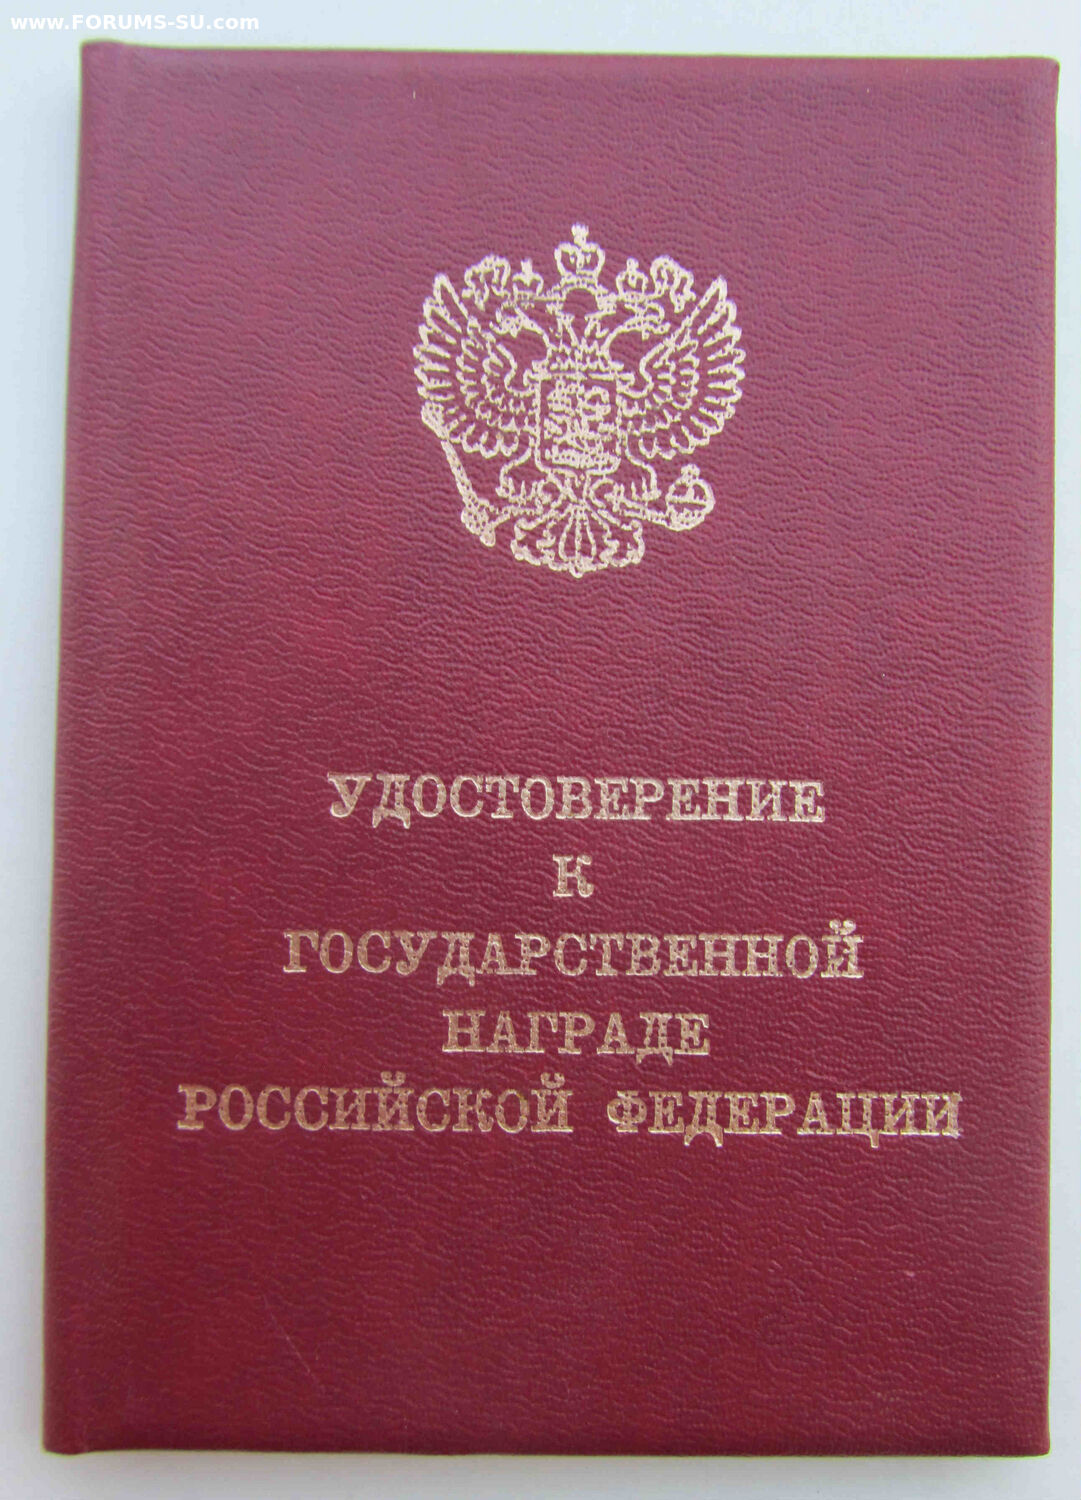 www.FORUMS-SU.com
УДОСТОВЕРЕНИЕ
К
ГОСУДАРСТВЕННОЙ
НАГРАДЕ
РОССИЙСКОЙ ФЕДЕРАЦИИ